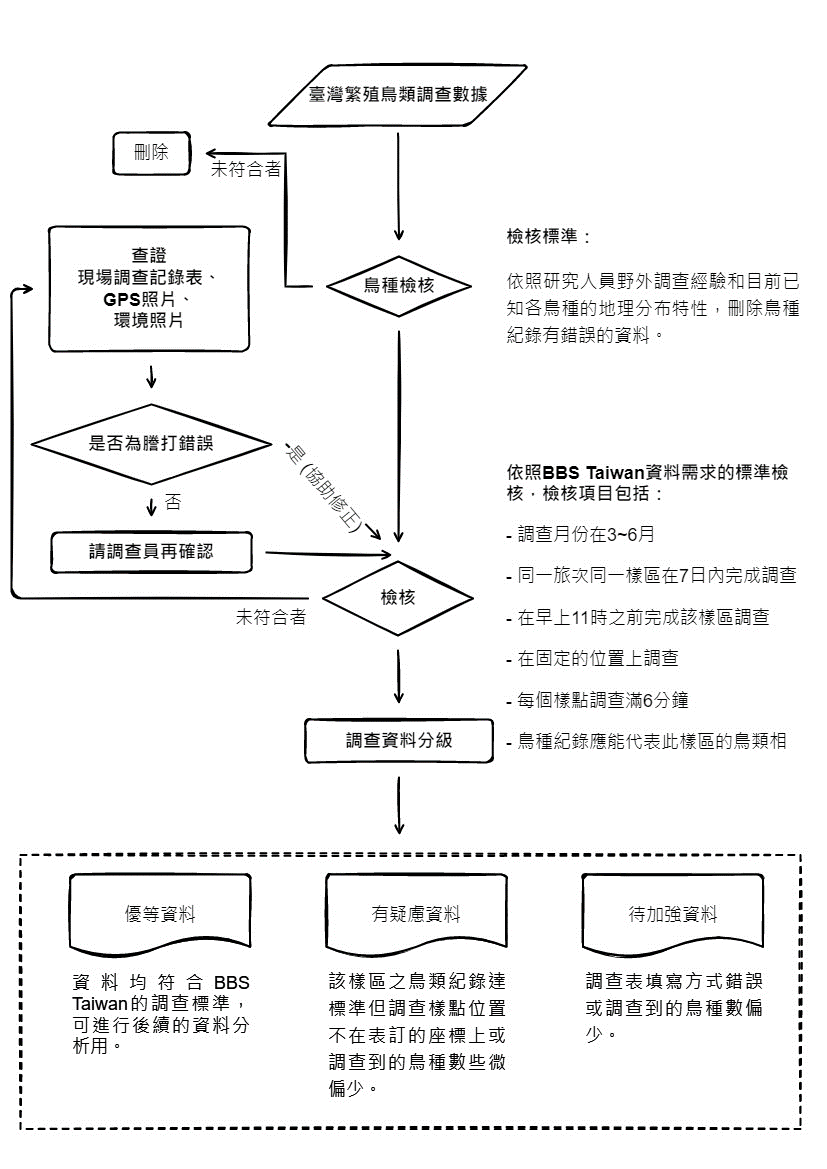 臺灣繁殖鳥類調查數據
刪除
未符合者
查證
現場調查記錄表、
GPS照片、
環境照片
鳥種檢核
檢核標準：
依照研究人員野外調查經驗和目前已
知各鳥種的地理分布特性，刪除鳥種
紀錄有錯誤的資料。
是否為謄打錯誤
是 (協助修正)
否
請調查員再確認
檢核
未符合者
依照BBS Taiwan資料需求的標準檢
核，檢核項目包括：
- 調查月份在3~6月
- 同一旅次同一樣區在7日內完成調查
- 在早上11時之前完成該樣區調查
- 在固定的位置上調查
- 每個樣點調查滿6分鐘
- 鳥種紀錄應能代表此樣區的鳥類相
調查資料分級
優等資料
資料均符合BBS
Taiwan的調查標準，
可進行後續的資料分
析用。
有疑慮資料
該樣區之鳥類紀錄達
標準但調查樣點位置
不在表訂的座標上或
調查到的鳥種數些微
偏少。
待加強資料
調查表填寫方式錯誤
或調查到的鳥種數偏
少。